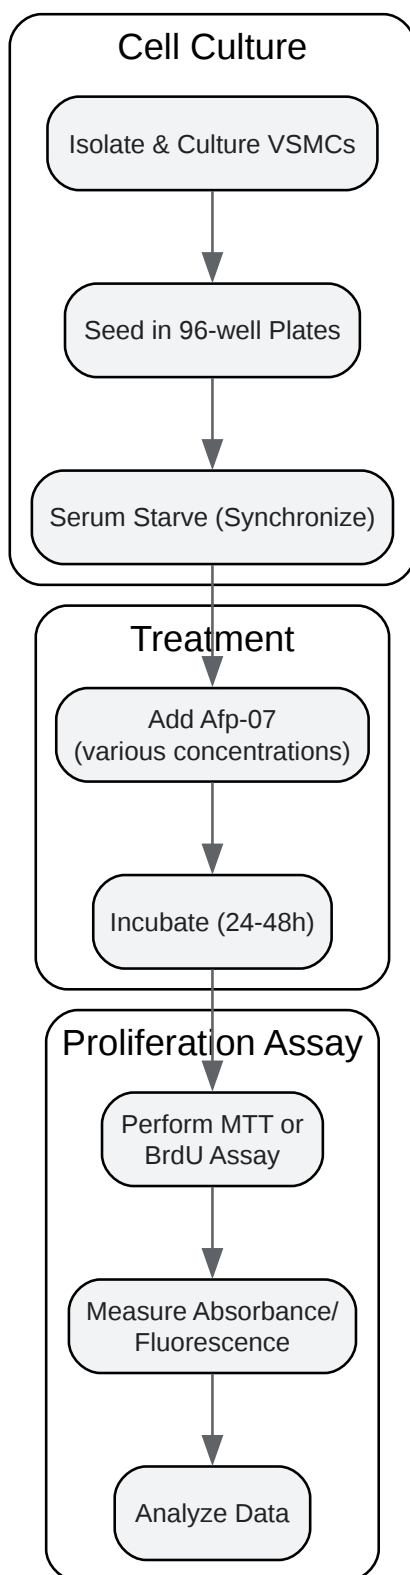 Cell Culture
Isolate & Culture VSMCs
Seed in 96-well Plates
Serum Starve (Synchronize)
Treatment
Add Afp-07
(various concentrations)
Incubate (24-48h)
Proliferation Assay
Perform MTT or
BrdU Assay
Measure Absorbance/
Fluorescence
Analyze Data